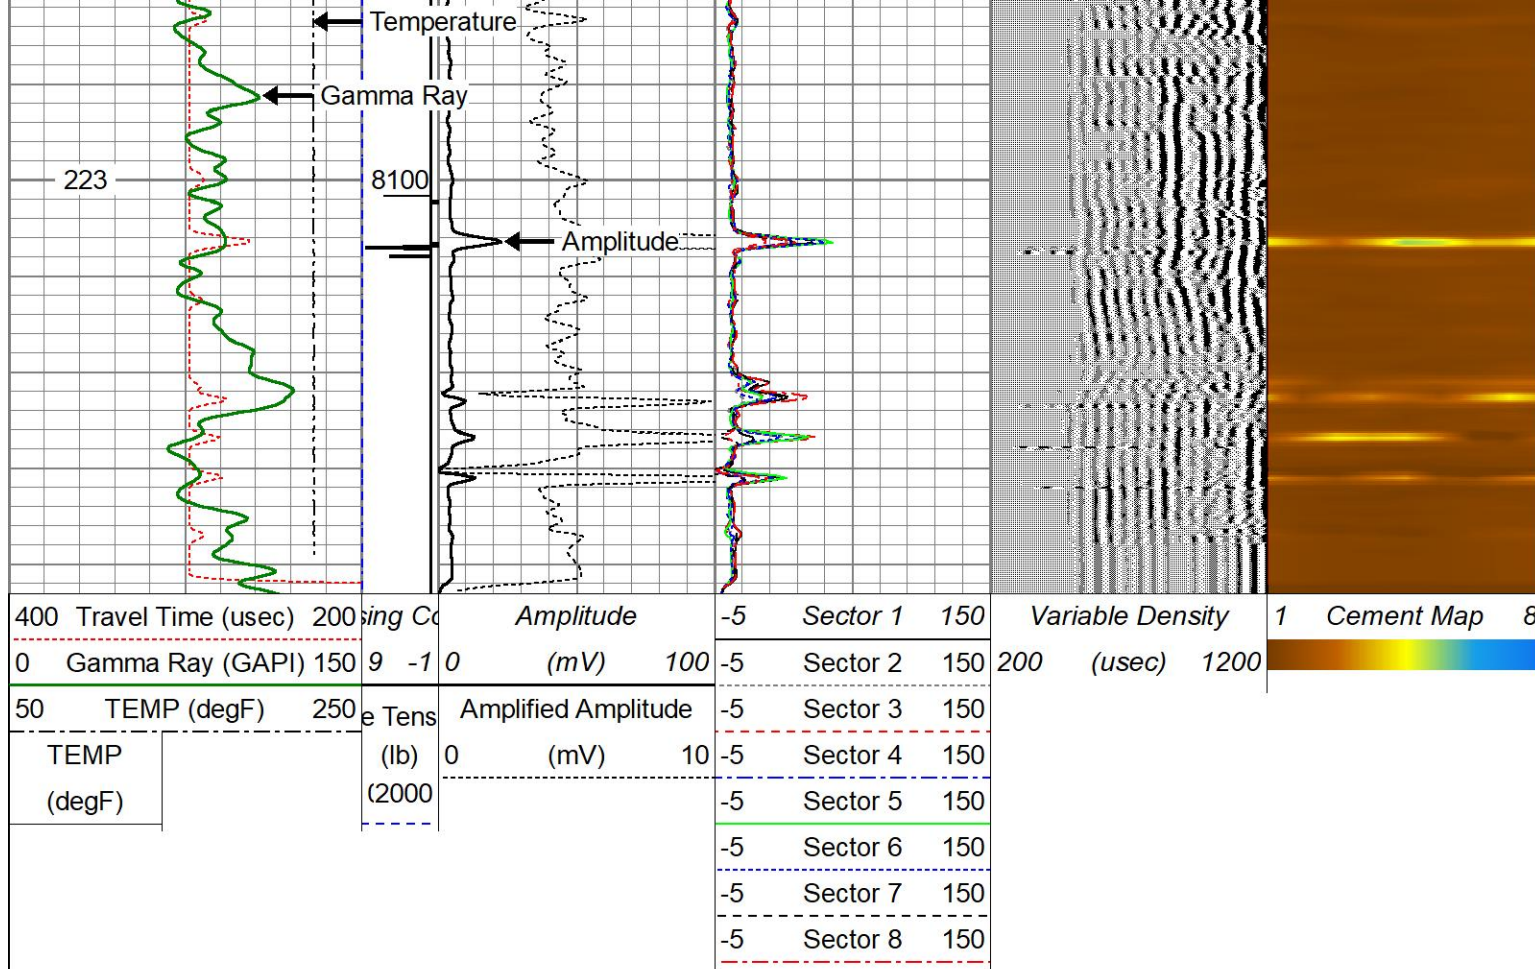 Temperature
Gamma Ray
223
8100
Amplitude
400 Travel Time (usec) 200
0 Gamma Ray (GAPI) 150
50 TEMP (degF) 250
TEMP
(degF)
sing Co
9 -1
e Tens
(lb)
(2000
Amplitude
0 (mV) 100
Amplified Amplitude
0 (mV) 10
-5 Sector 1 150
-5 Sector 2 150
-5 Sector 3 150
-5 Sector 4 150
-5 Sector 5 150
-5 Sector 6 150
-5 Sector 7 150
-5 Sector 8 150
Variable Density
200 (usec) 1200
1 Cement Map 8